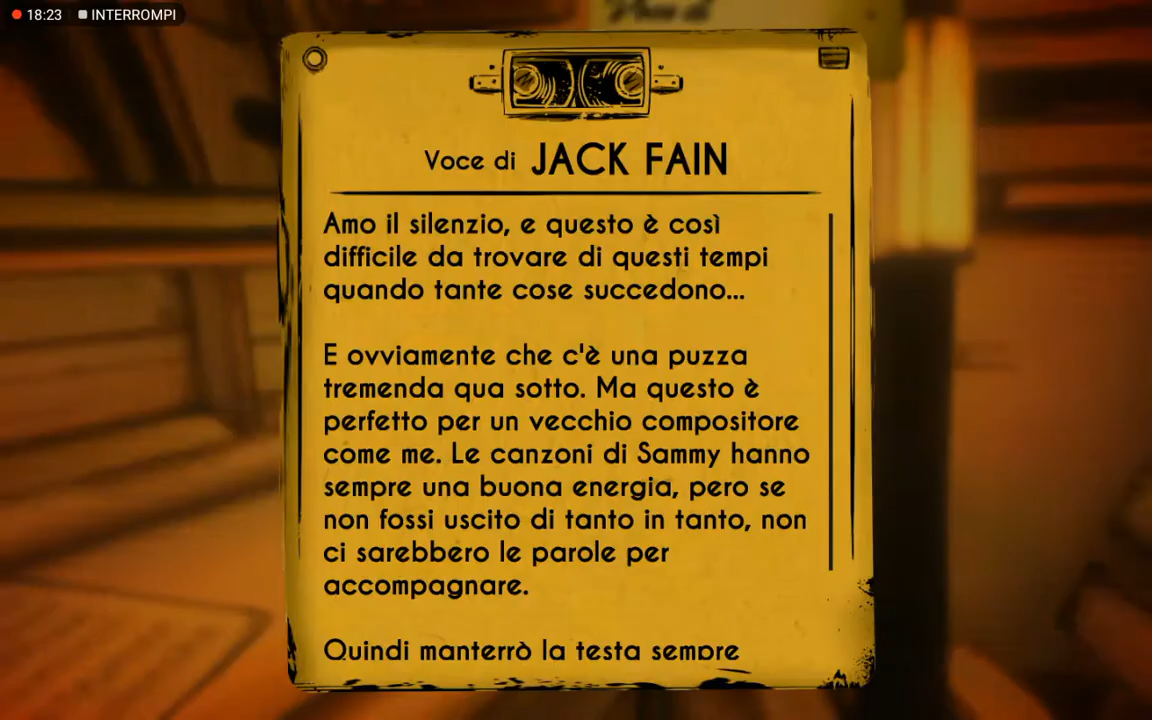 18:23 INTERROMPI
Voce di JACK FAIN
Amo il silenzio, e questo è così
difficile da trovare di questi tempi
quando tante cose succedono...
E ovviamente che c'è una puzza
tremenda qua sotto. Ma questo è
perfetto per un vecchio compositore
come me. Le canzoni di Sammy hanno
sempre una buona energia, pero se
non fossi uscito di tanto in tanto, non
ci sarebbero le parole per
accompagnare.
Quindi manterrò la testa sempre